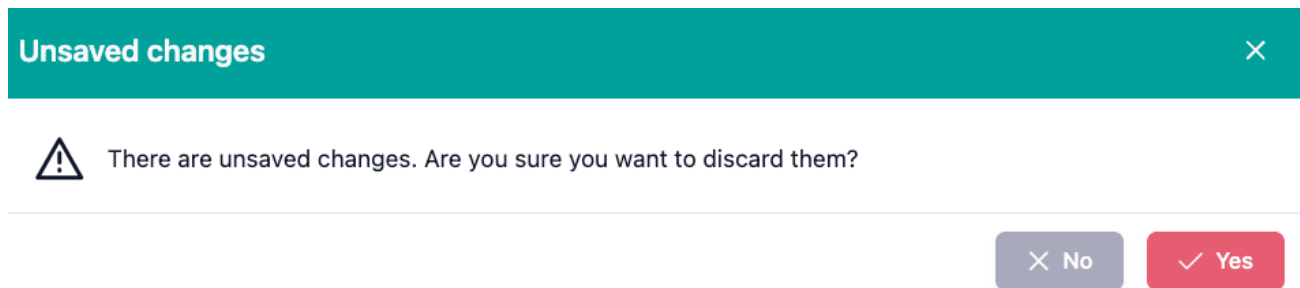 Unsaved changes
There are unsaved changes. Are you sure you want to discard them?
No
Yes